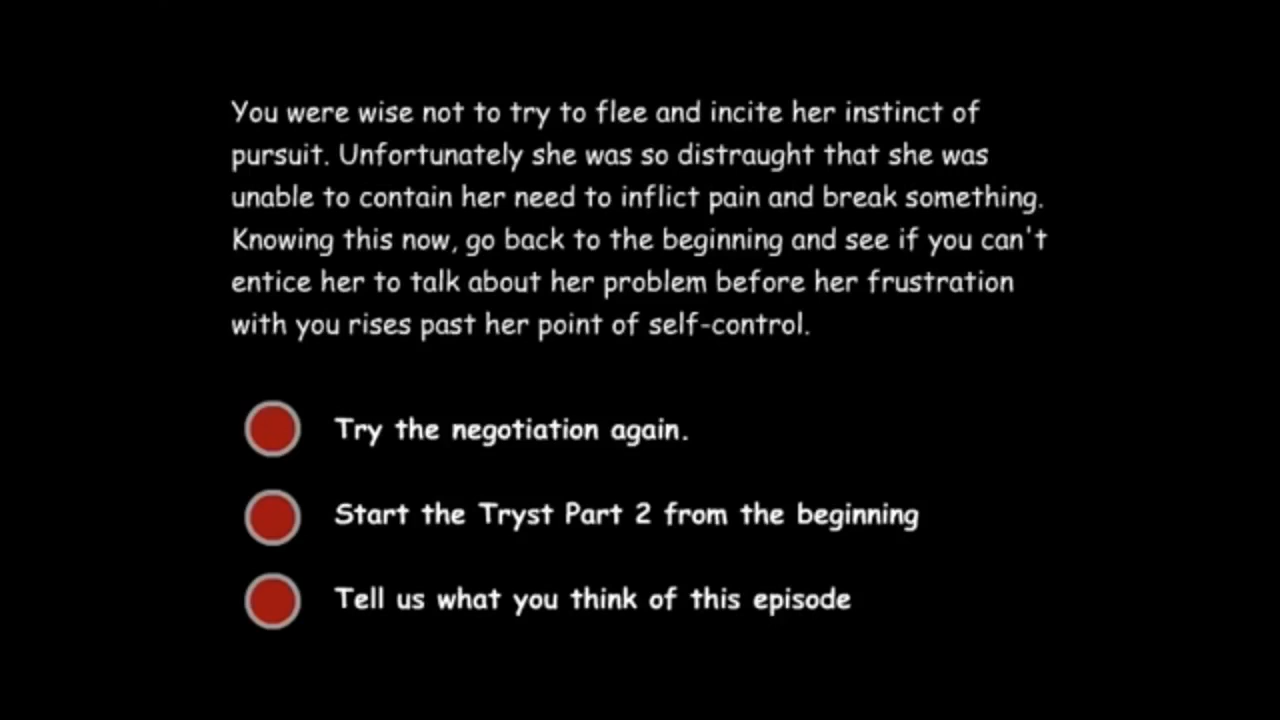 You were wise not to try to flee and incite her instinct of
pursuit. Unfortunately she was so distraught that she was
unable to contain her need to inflict pain and break something.
Knowing this now, go back to the beginning and see if you can't
entice her to talk about her problem before her frustration
with you rises past her point of self-control.
Try the negotiation again.
Start the Tryst Part 2 from the beginning
Tell us what you think of this episode